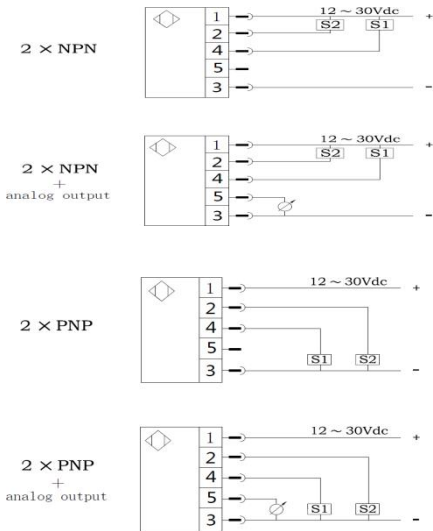 2 × NPN
1
2
4
5
3
12 ~ 30Vdc
S2 S1
+
-
2 × NPN
+
analog output
1
2
4
5
3
12 ~ 30Vdc
S2 S1
+
-
2 × PNP
1
2
4
5
3
12 ~ 30Vdc
S1 S2
+
-
2 × PNP
+
analog output
1
2
4
5
3
12 ~ 30Vdc
S1 S2
+
-